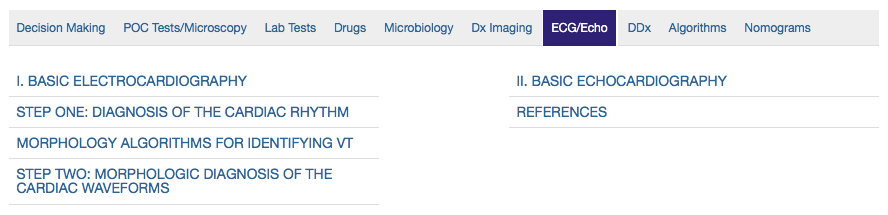 Decision Making POC Tests/Microscopy Lab Tests Drugs Microbiology Dx Imaging ECG/Echo DDx Algorithms Nomograms
I. BASIC ELECTROCARDIOGRAPHY
STEP ONE: DIAGNOSIS OF THE CARDIAC RHYTHM
MORPHOLOGY ALGORITHMS FOR IDENTIFYING VT
STEP TWO: MORPHOLOGIC DIAGNOSIS OF THE
CARDIAC WAVEFORMS
II. BASIC ECHOCARDIOGRAPHY
REFERENCES